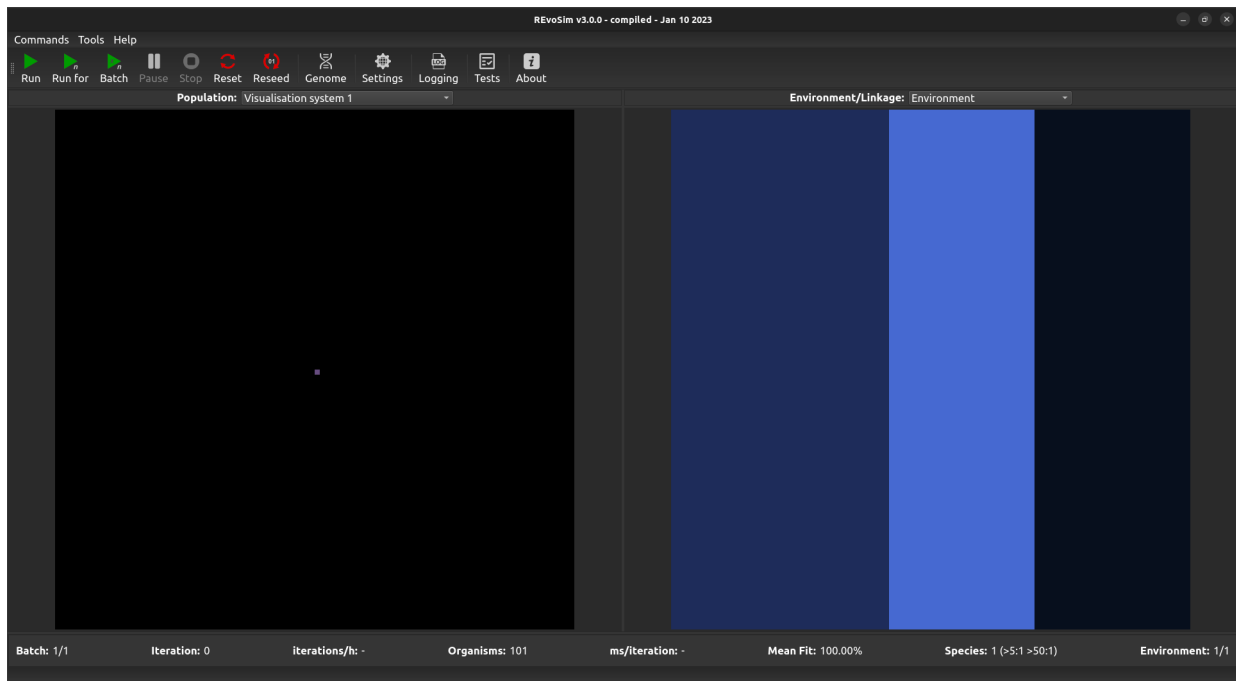 REvoSim v3.0.0 - compiled - Jan 10 2023
Commands Tools Help
Run Run for Batch Pause Stop Reset Reseed Genome Settings Logging Tests About
Population: Visualisation system 1 Environment/Linkage: Environment
Batch: 1/1 Iteration: 0 iterations/h: - Organisms: 101 ms/iteration: - Mean Fit: 100.00% Species: 1 (>5:1 >50:1) Environment: 1/1